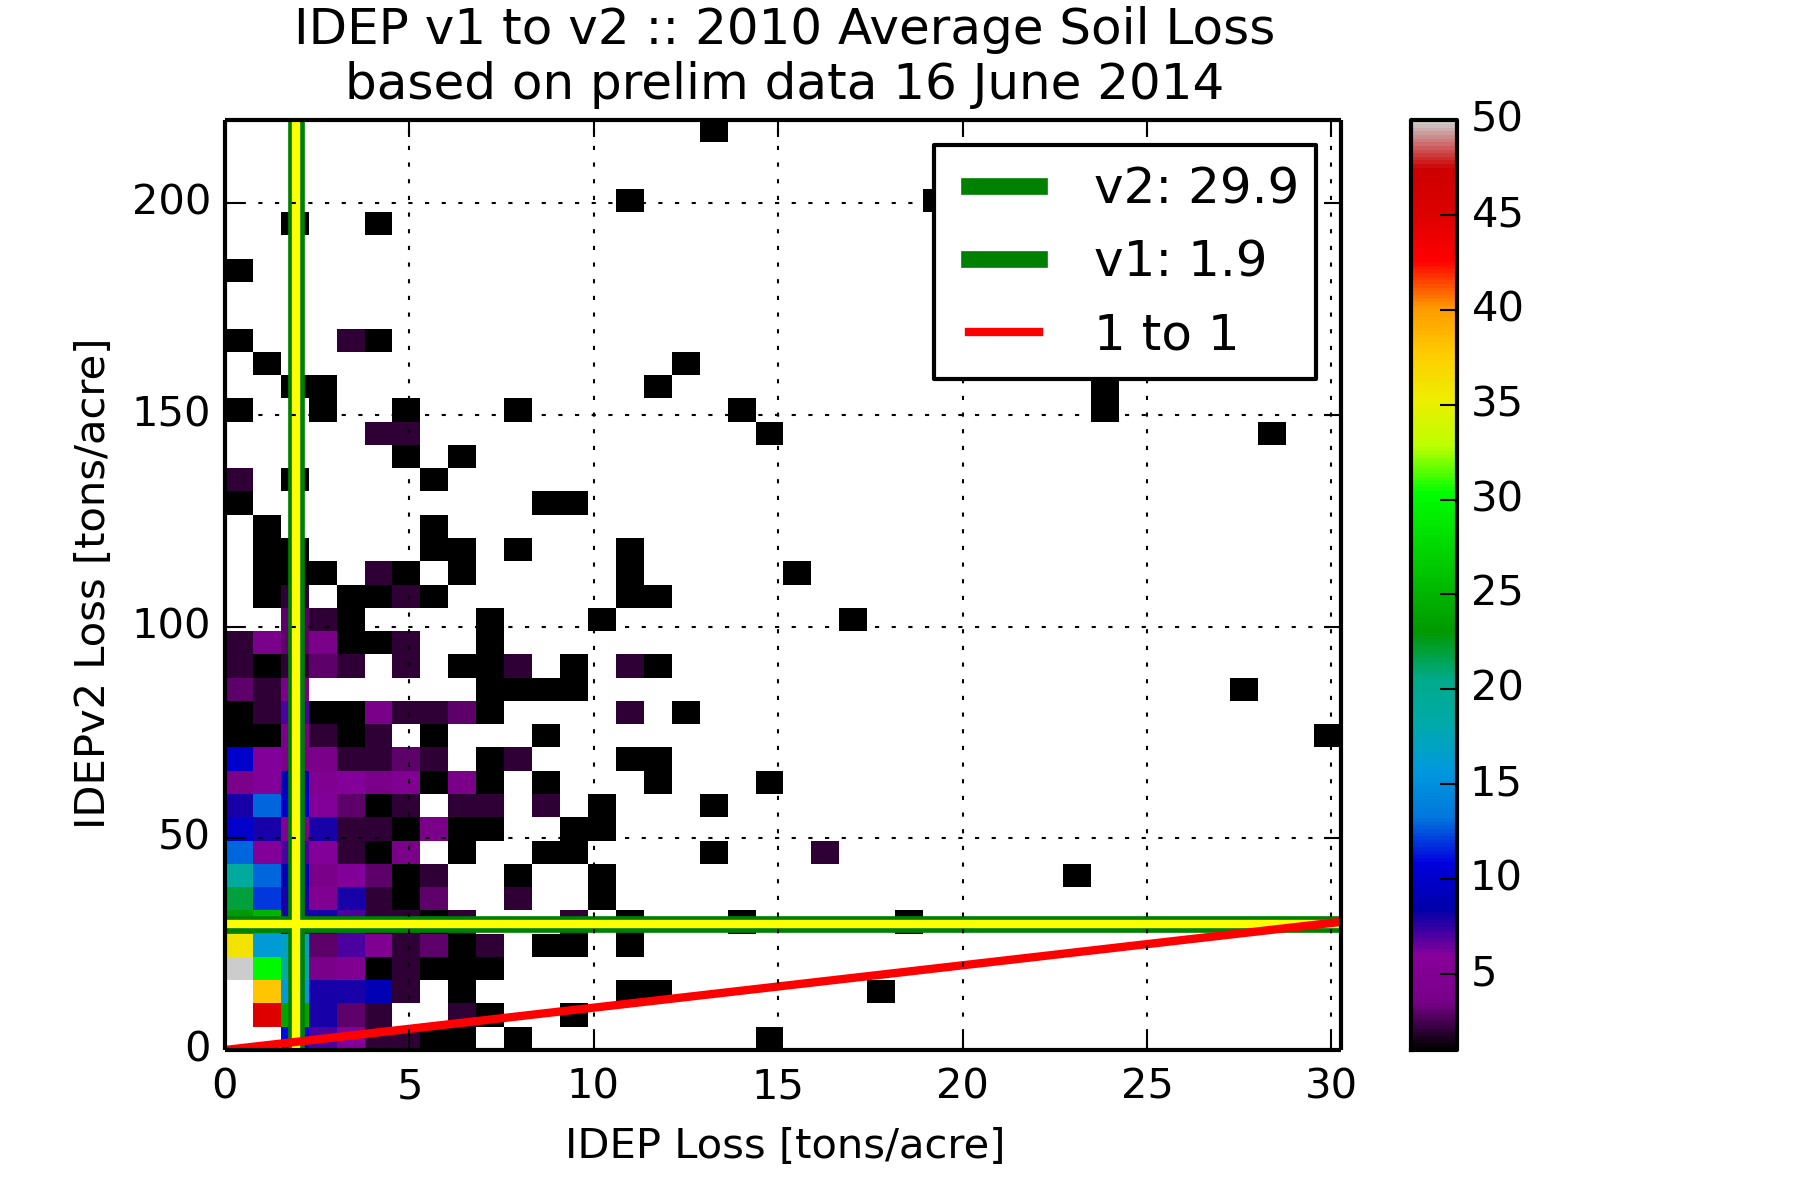 IDEP v1 to v2 :: 2010 Average Soil Loss
based on prelim data 16 June 2014
v2: 29.9
v1: 1.9
1 to 1
IDEPv2 Loss [tons/acre]
200
150
100
50
0
0 5 10 15 20 25 30
IDEP Loss [tons/acre]
50
45
40
35
30
25
20
15
10
5